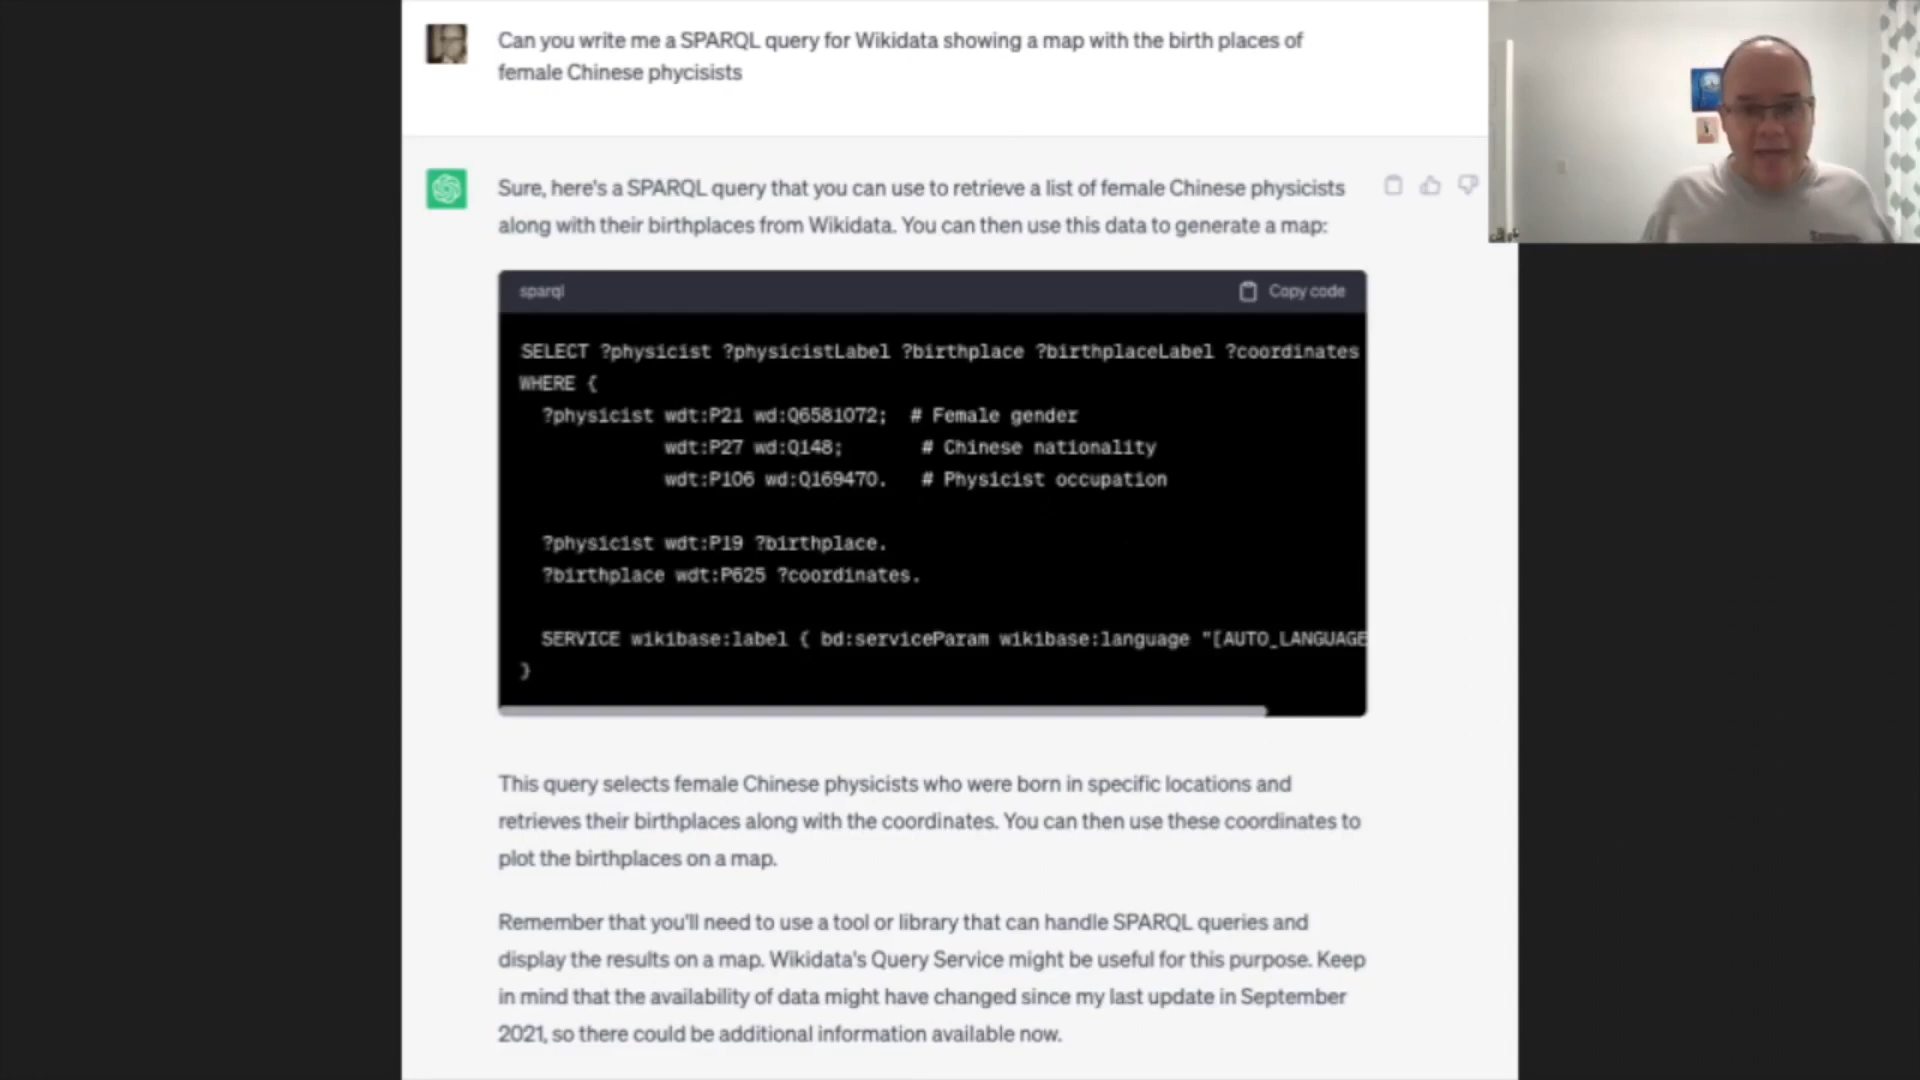 Can you write me a SPARQL query for Wikidata showing a map with the birth places of
female Chinese phycisists
Sure, here's a SPARQL query that you can use to retrieve a list of female Chinese physicists
along with their birthplaces from Wikidata. You can then use this data to generate a map:
sparql Copy code
SELECT ?physicist ?physicistLabel ?birthplace ?birthplaceLabel ?coordinates
WHERE {
?physicist wdt:P21 wd:Q6581072; # Female gender
wdt:P27 wd:Q148; # Chinese nationality
wdt:P106 wd:Q169470. # Physicist occupation
?physicist wdt:P19 ?birthplace.
?birthplace wdt:P625 ?coordinates.
SERVICE wikibase:label { bd:serviceParam wikibase:language "[AUTO_LANGUAGE
}
This query selects female Chinese physicists who were born in specific locations and
retrieves their birthplaces along with the coordinates. You can then use these coordinates to
plot the birthplaces on a map.
Remember that you'll need to use a tool or library that can handle SPARQL queries and
display the results on a map. Wikidata's Query Service might be useful for this purpose. Keep
in mind that the availability of data might have changed since my last update in September
2021, so there could be additional information available now.